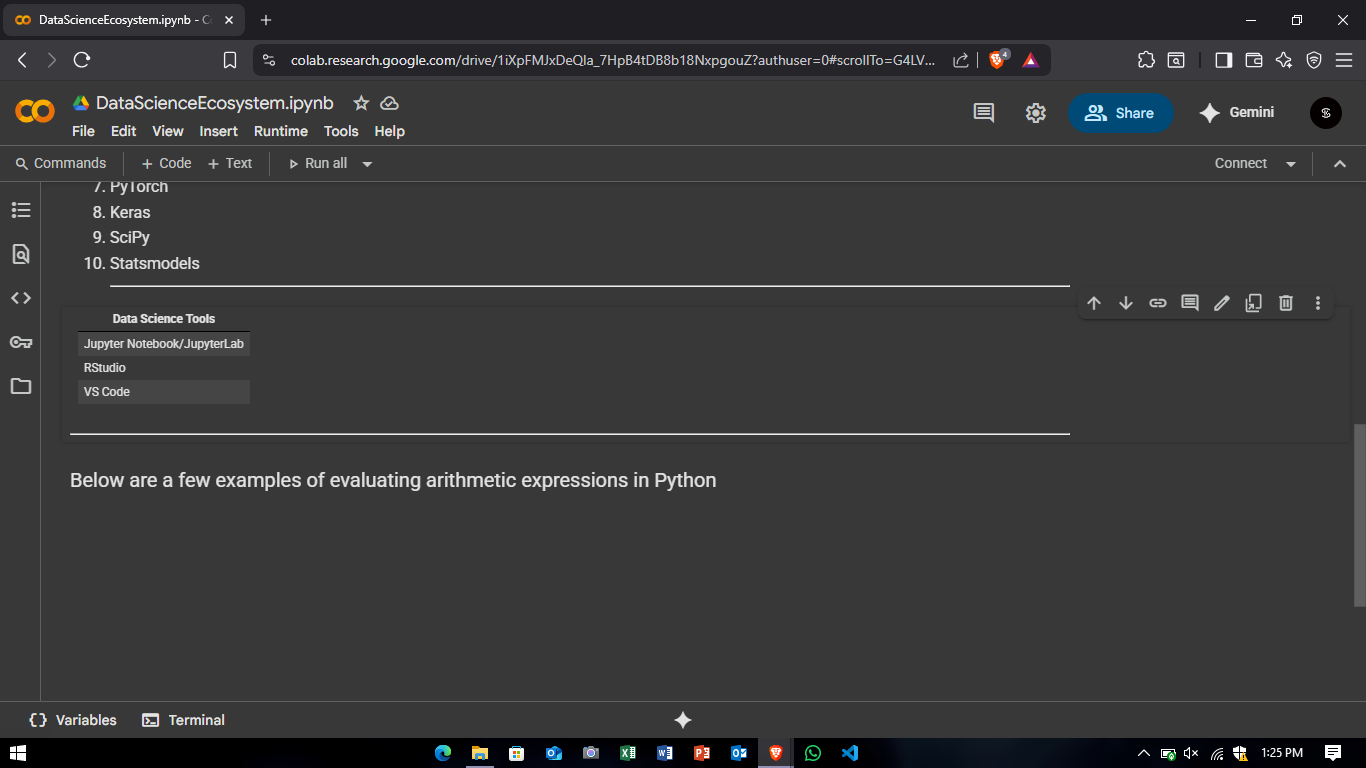 DataScienceEcosystem.ipynb - C
colab.research.google.com/drive/1iXpFMJxDeQIa_7HpB4tDB8b18NxpgouZ?authuser=0#scrollTo=G4LV...
4
DataScienceEcosystem.ipynb
File Edit View Insert Runtime Tools Help
Share
Gemini
Commands + Code + Text Run all
Connect
7. PyTorch
8. Keras
9. SciPy
10. Statsmodels
Data Science Tools
Jupyter Notebook/JupyterLab
RStudio
VS Code
Below are a few examples of evaluating arithmetic expressions in Python
Variables Terminal
1:25 PM